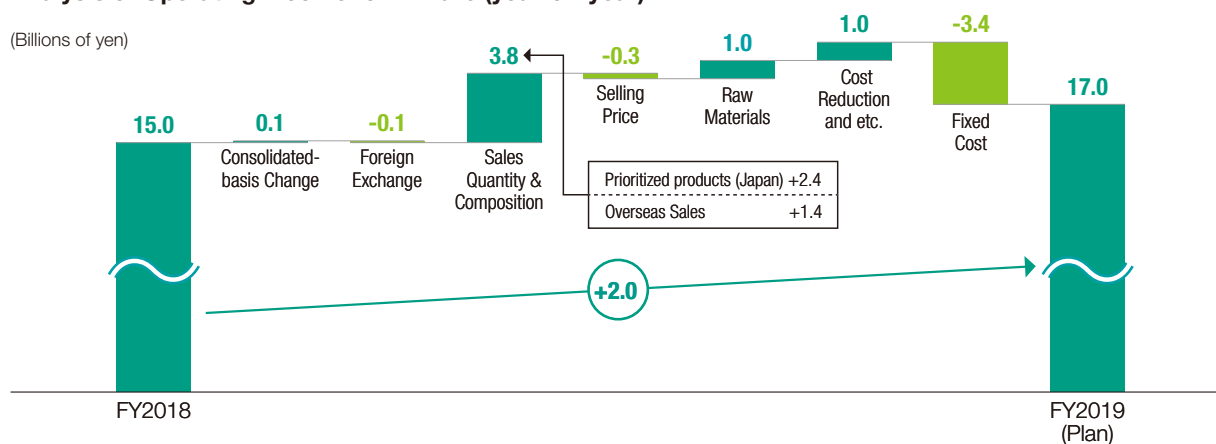 (Billions of yen)
15.0
0.1
Consolidated-
basis Change
-0.1
Foreign
Exchange
3.8
Sales
Quantity &
Composition
-0.3
Selling
Price
1.0
Raw
Materials
1.0
Cost
Reduction
and etc.
-3.4
Fixed
Cost
17.0
Prioritized products (Japan) +2.4
Overseas Sales +1.4
+2.0
FY2018
FY2019
(Plan)